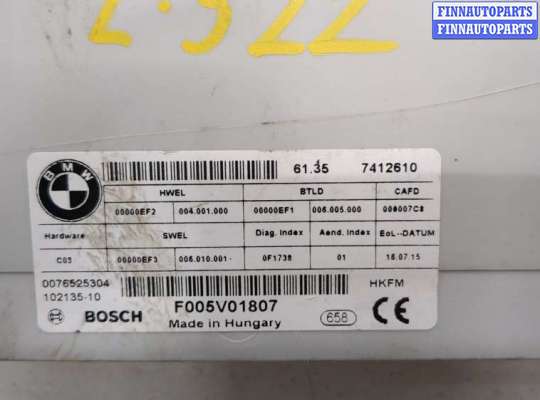 FINNAUTOPARTS
FINNAUTOPARTS
FINNAUTOPARTS
BMW
61.35 7412610
HWEL BTLD CAFD
00000EF2 004.001.000 00000EF1 006.005.000 000007C8
Hardware SWEL Diag. Index Aend. Index EoL--DATUM
C03 00000EF3 006.010.001 0F1738 01 16.07.15
0076525304 HKFM
102135-10 F005V01807
BOSCH Made in Hungary 658 CE